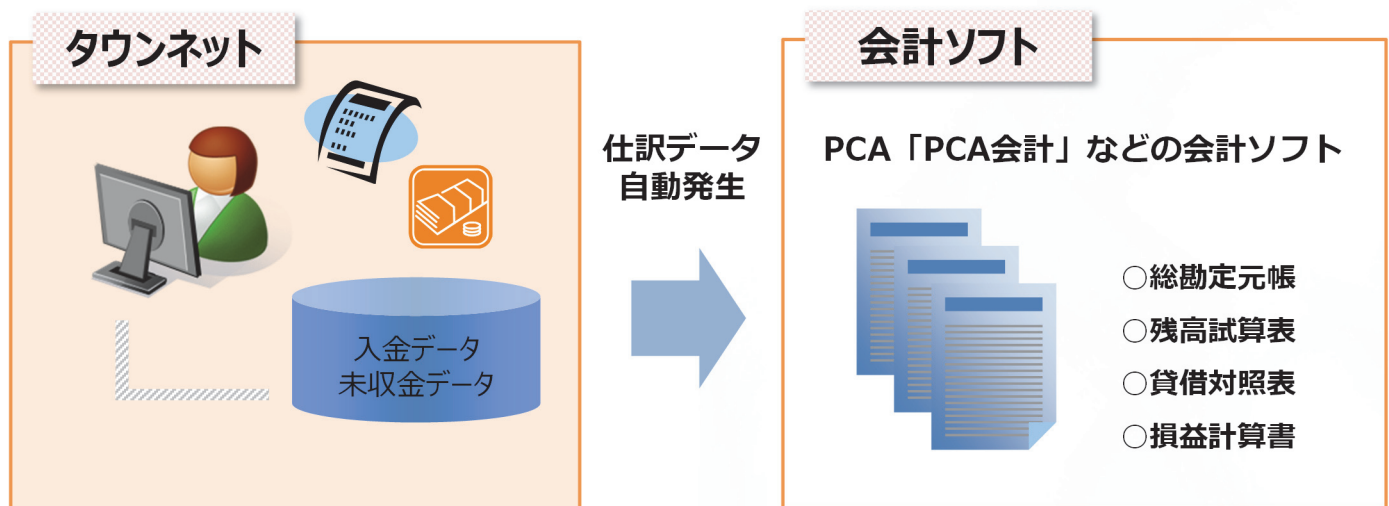 タウンネット
入金データ
未収金データ
仕訳データ
自動発生
会計ソフト
PCA「PCA会計」などの会計ソフト
○総勘定元帳
○残高試算表
○貸借対照表
○損益計算書